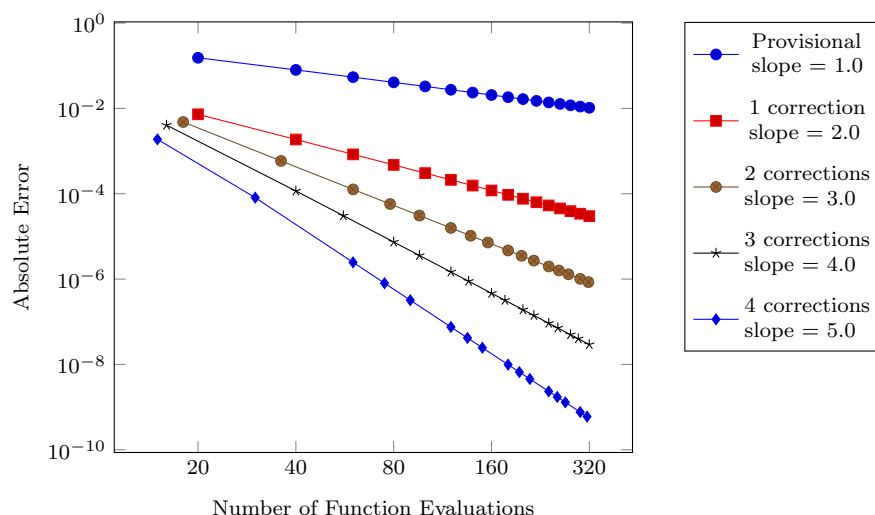 10^0
10^−2
10^−4
10^−6
10^−8
10^−10
Absolute Error
20 40 80 160 320
Number of Function Evaluations
Provisional
slope = 1.0
1 correction
slope = 2.0
2 corrections
slope = 3.0
3 corrections
slope = 4.0
4 corrections
slope = 5.0